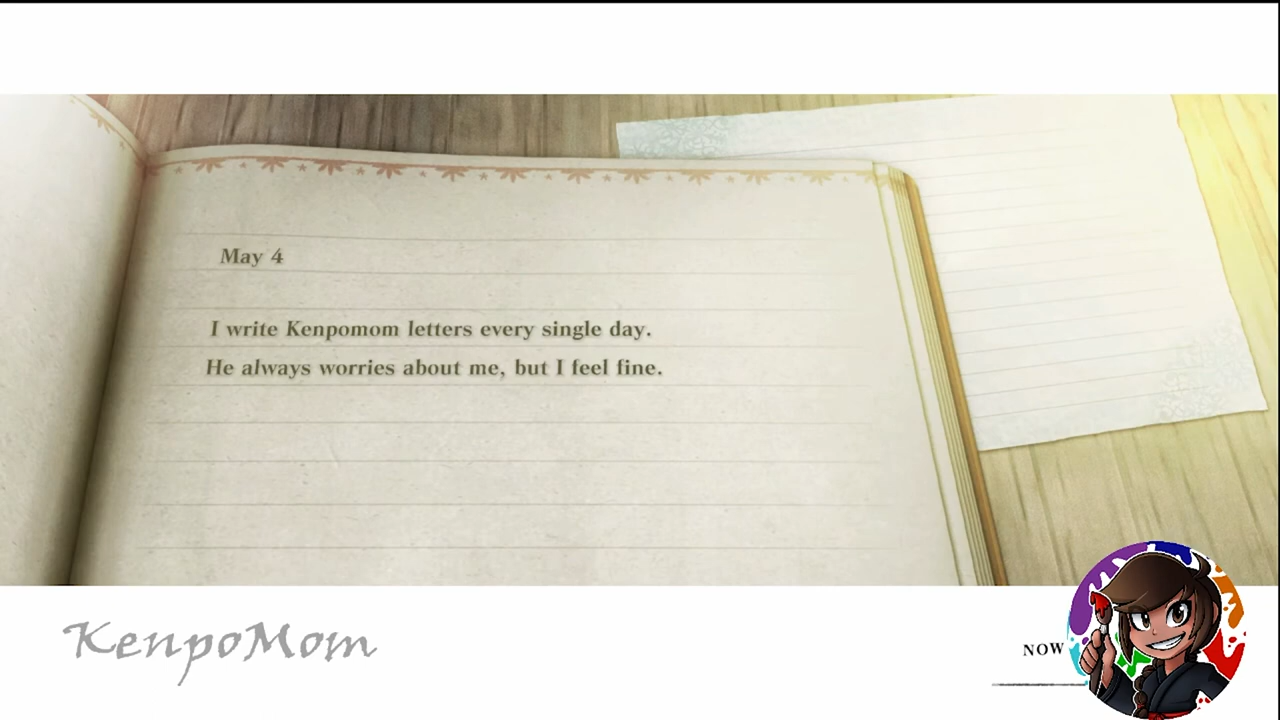 May 4
I write Kenpomom letters every single day.
He always worries about me, but I feel fine.
KenpoMom
NOW